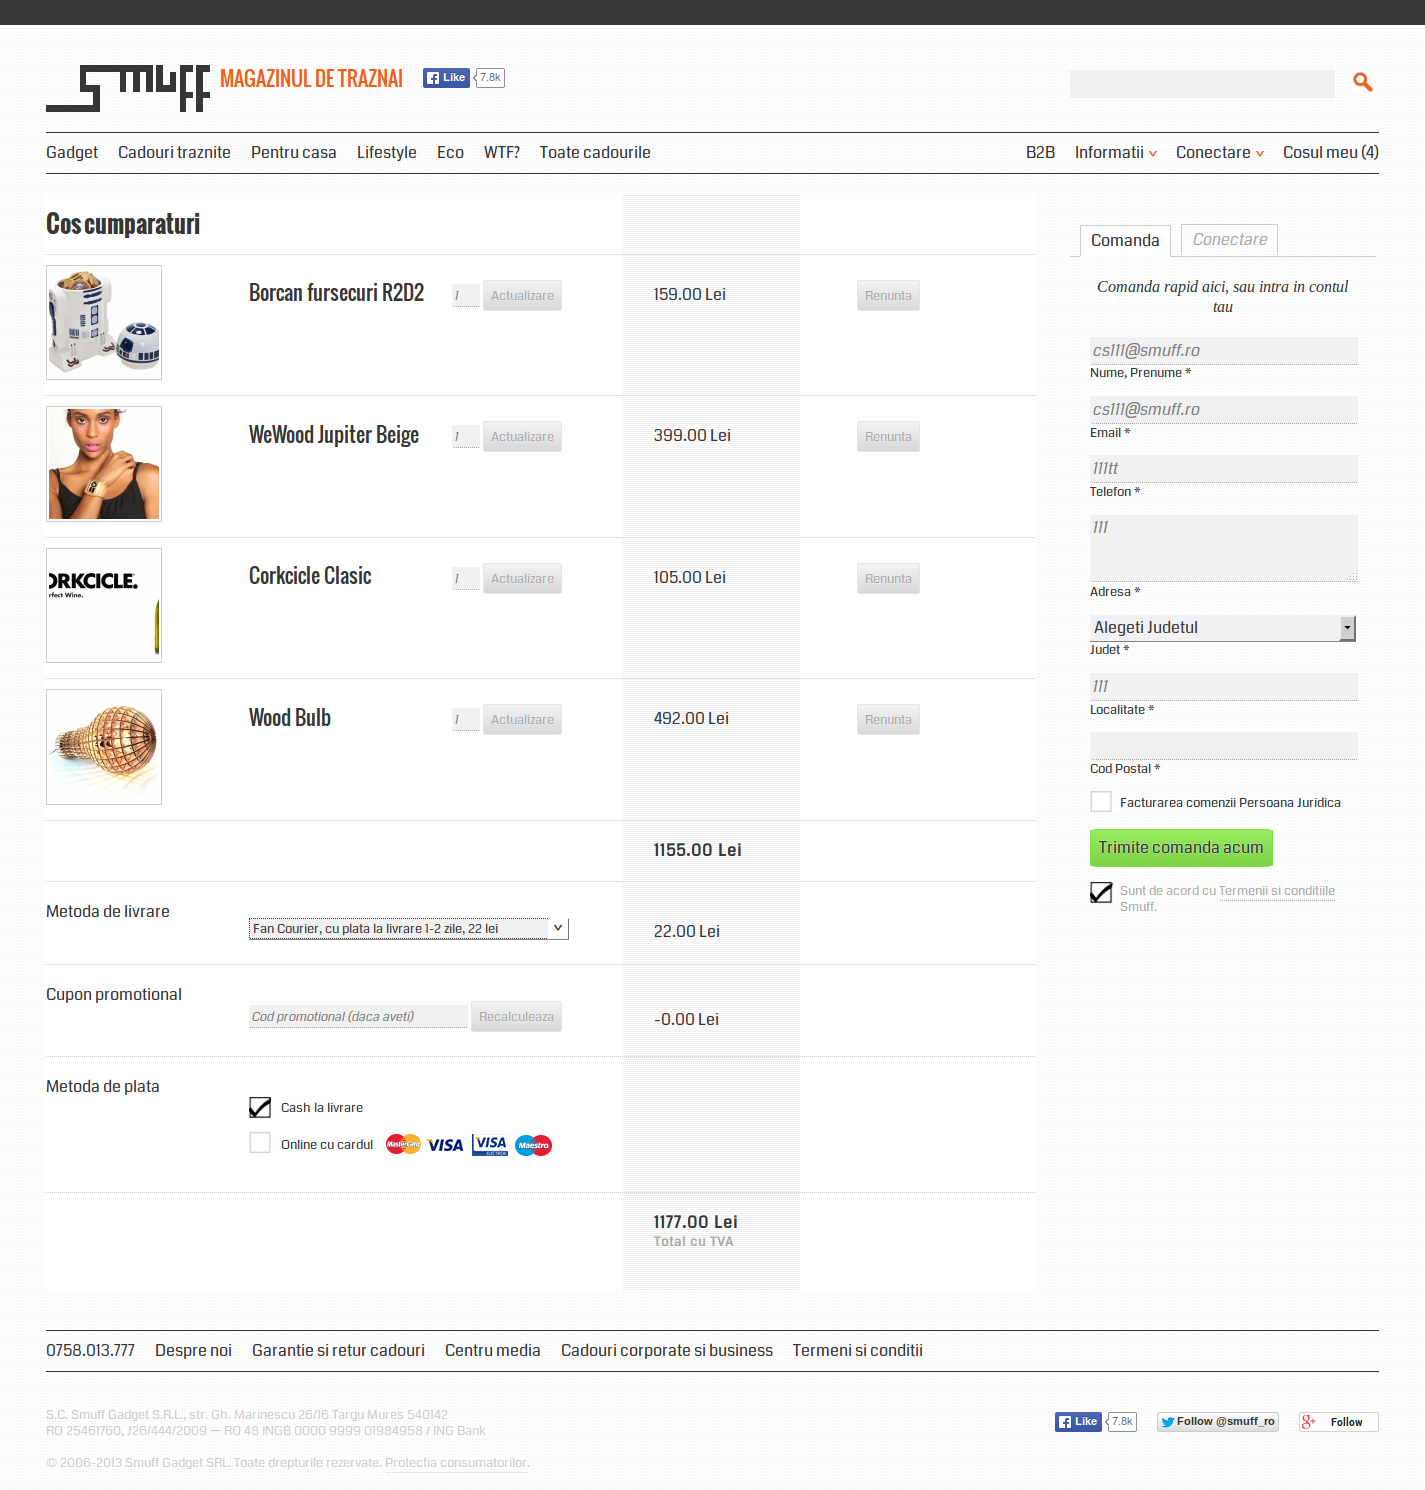 SMUFF MAGAZINUL DE TRAZNAI Like 7.8k
Gadget Cadouri traznite Pentru casa Lifestyle Eco WTF? Toate cadourile B2B Informatii Conectare Cosul meu (4)
Cos cumparaturi
Borcan fursecuri R2D2 1 Actualizare 159.00 Lei Renunta
WeWood Jupiter Beige 1 Actualizare 399.00 Lei Renunta
ORKCICLE.
rfect Wine.
Corkcicle Clasic 1 Actualizare 105.00 Lei Renunta
Wood Bulb 1 Actualizare 492.00 Lei Renunta
1155.00 Lei
Metoda de livrare
Fan Courier, cu plata la livrare 1-2 zile, 22 lei 22.00 Lei
Cupon promotional
Cod promotional (daca aveti) Recalculeaza -0.00 Lei
Metoda de plata
Cash la livrare
Online cu cardul MasterCard VISA VISA ELECTRON Maestro
1177.00 Lei
Total cu TVA
Comanda Conectare
Comanda rapid aici, sau intra in contul
tau
cs111@smuff.ro
Nume, Prenume *
cs111@smuff.ro
Email *
111tt
Telefon *
111
Adresa *
Alegeti Judetul
Judet *
111
Localitate *
Cod Postal *
Facturarea comenzii Persoana Juridica
Trimite comanda acum
Sunt de acord cu Termenii si conditiile
Smuff.
0758.013.777 Despre noi Garantie si retur cadouri Centru media Cadouri corporate si business Termeni si conditii
S.C. Smuff Gadget S.R.L., str. Gh. Marinescu 26/16 Targu Mures 540142
RO 25461760, J26/444/2009 — RO 48 INGB 0000 9999 01984958 / ING Bank
Like 7.8k Follow @smuff_ro Follow
© 2006-2013 Smuff Gadget SRL. Toate drepturile rezervate. Protectia consumatorilor.